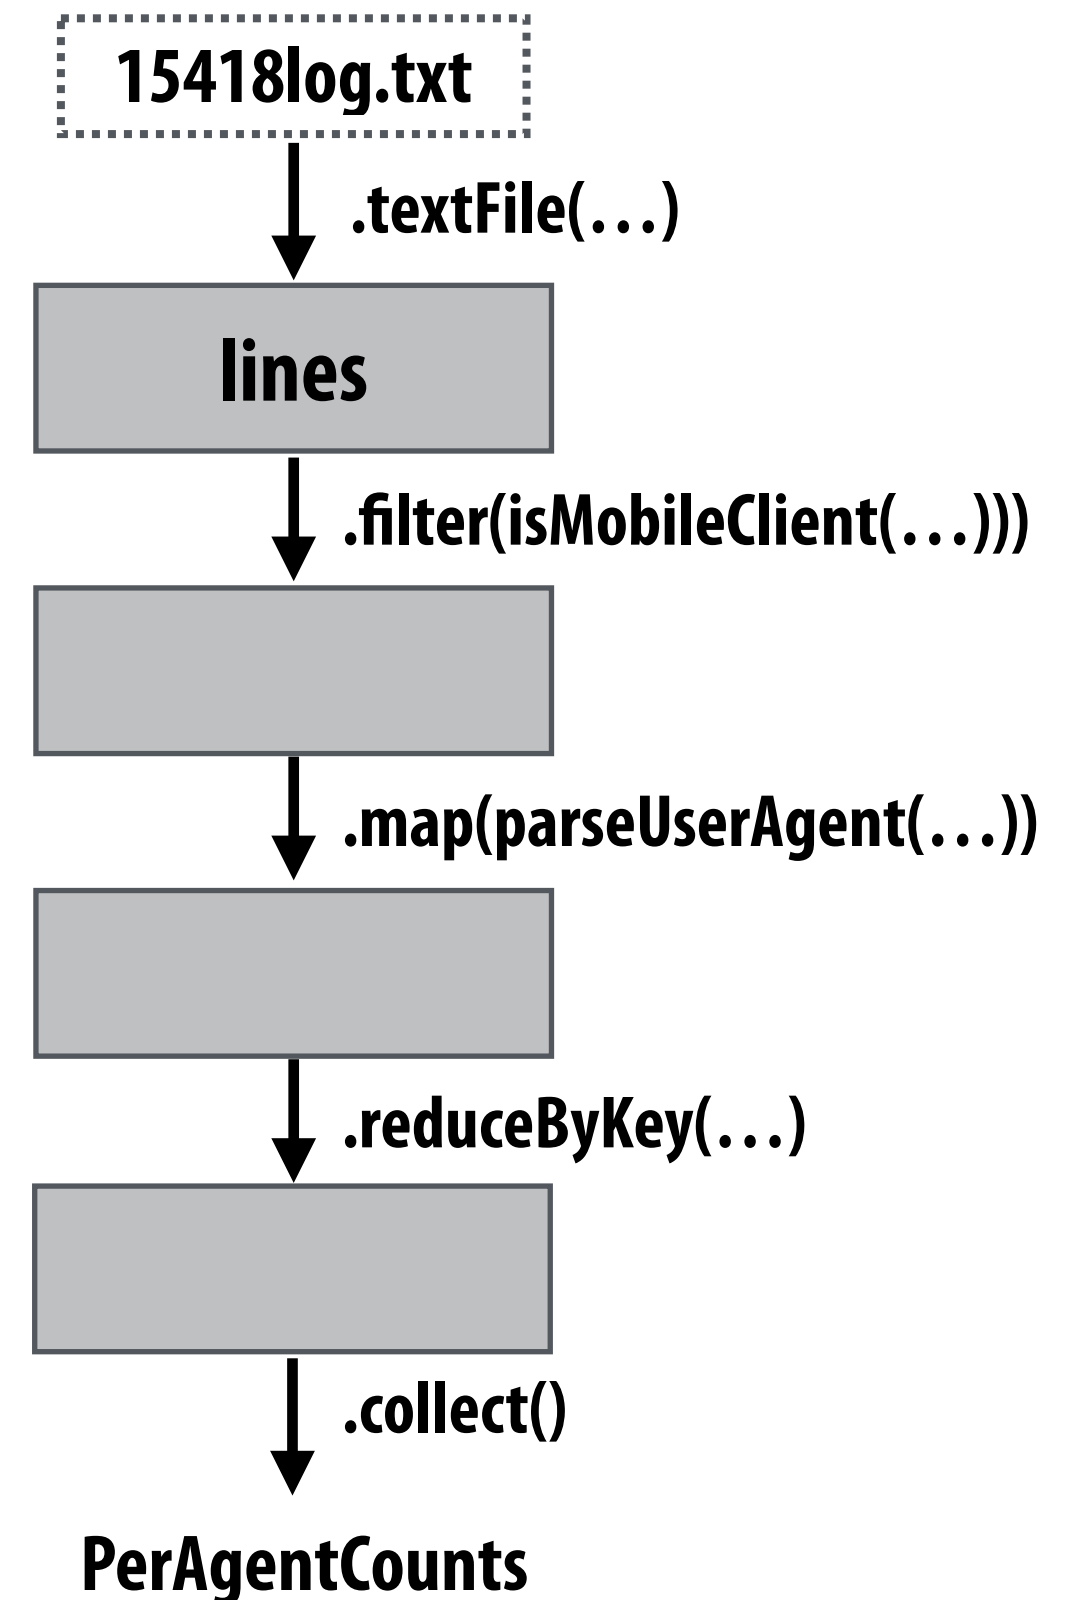 15418log.txt
.textFile(...)
lines
.filter(isMobileClient(...)))
.map(parseUserAgent(...))
.reduceByKey(...)
.collect()
PerAgentCounts